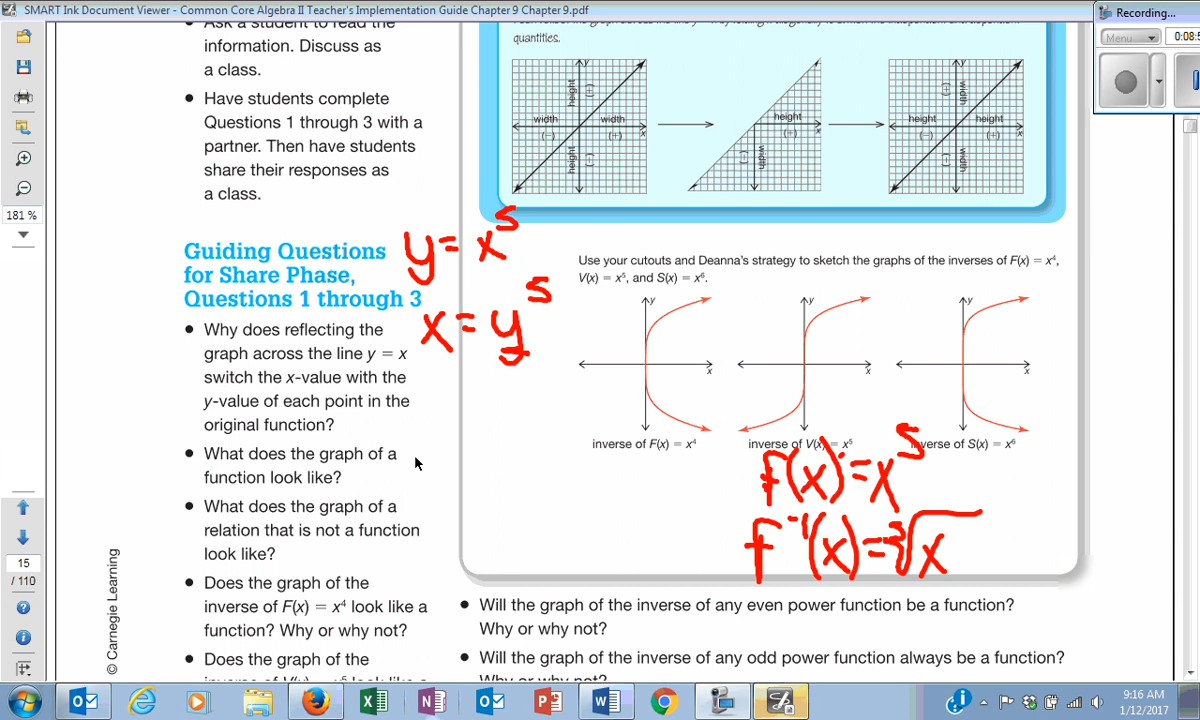 SMART Ink Document Viewer - Common Core Algebra II Teacher's Implementation Guide Chapter 9 Chapter 9.pdf
Recording...
Menu
181 %
15
/ 110
information. Discuss as
a class.
• Have students complete
Questions 1 through 3 with a
partner. Then have students
share their responses as
a class.
Guiding Questions
for Share Phase,
Questions 1 through 3
• Why does reflecting the
graph across the line y = x
switch the x-value with the
y-value of each point in the
original function?
• What does the graph of a
function look like?
• What does the graph of a
relation that is not a function
look like?
• Does the graph of the
inverse of F(x) = x⁴ look like a
function? Why or why not?
• Does the graph of the
© Carnegie Learning
quantities.
y
height
(+)
width
width
(−)
(+)
x
height
(−)
height
(+)
x
(−)
width
y
(+)
width
height
height
(−)
(+)
x
(−)
width
y = x⁵
x = y⁵
Use your cutouts and Deanna's strategy to sketch the graphs of the inverses of F(x) = x⁴,
V(x) = x⁵, and S(x) = x⁶.
y
x
y
x
y
x
inverse of F(x) = x⁴
inverse of V(x) = x⁵
inverse of S(x) = x⁶
f(x) = x⁵
• Will the graph of the inverse of any even power function be a function?
Why or why not?
• Will the graph of the inverse of any odd power function always be a function?
9:16 AM
1/12/2017